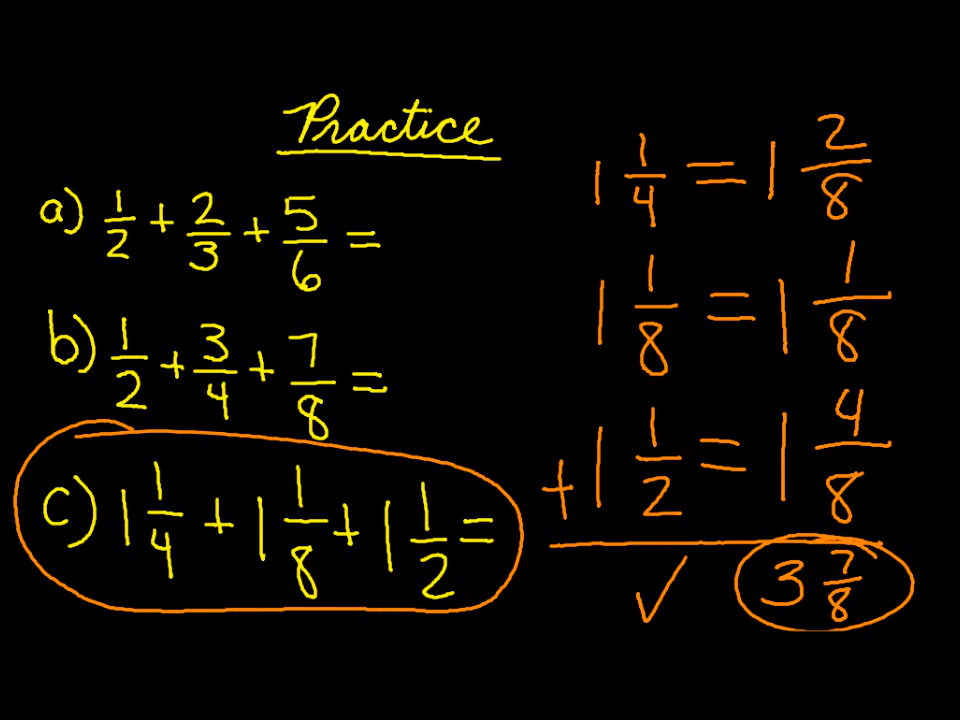 Practice
a) 1/2 + 2/3 + 5/6 =
b) 1/2 + 3/4 + 7/8 =
c) 1 1/4 + 1 1/8 + 1 1/2 =
1 1/4 = 1 2/8
1 1/8 = 1 1/8
+ 1 1/2 = 1 4/8
✓ 3 7/8